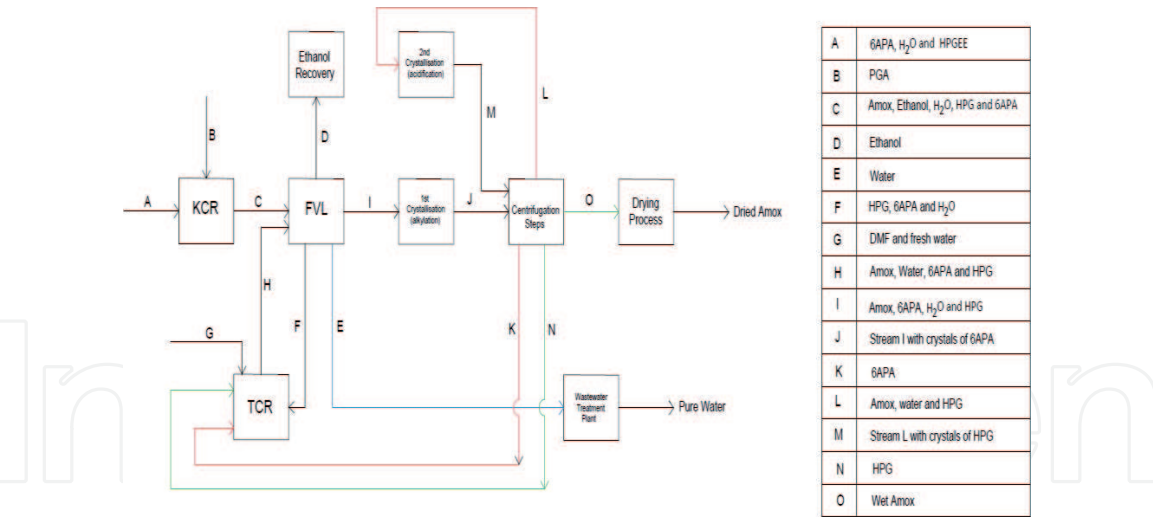 Ethanol
Recovery
2nd
Crystallisation
(acidification)
L
M
B
D
A
KCR
C
FVL
I
1st
Crystallisation
(alkylation)
J
Centrifugation
Steps
O
Drying
Process
Dried Amox
H
F
E
K
N
G
TCR
Wastewater
Treatment
Plant
Pure Water
A 6APA, H2O and HPGEE
B PGA
C Amox, Ethanol, H2O, HPG and 6APA
D Ethanol
E Water
F HPG, 6APA and H2O
G DMF and fresh water
H Amox, Water, 6APA and HPG
I Amox, 6APA, H2O and HPG
J Stream I with crystals of 6APA
K 6APA
L Amox, water and HPG
M Stream L with crystals of HPG
N HPG
O Wet Amox